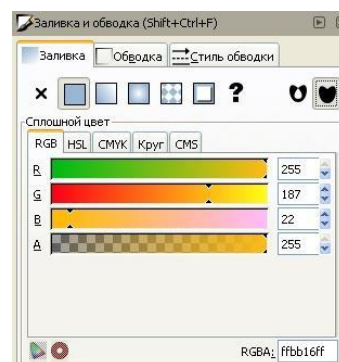 Заливка и обводка (Shift+Ctrl+F)
Заливка Обводка Стиль обводки
× ?
Сплошной цвет
RGB HSL CMYK Круг CMS
R 255
G 187
B 22
A 255
RGBA: ffbb16ff